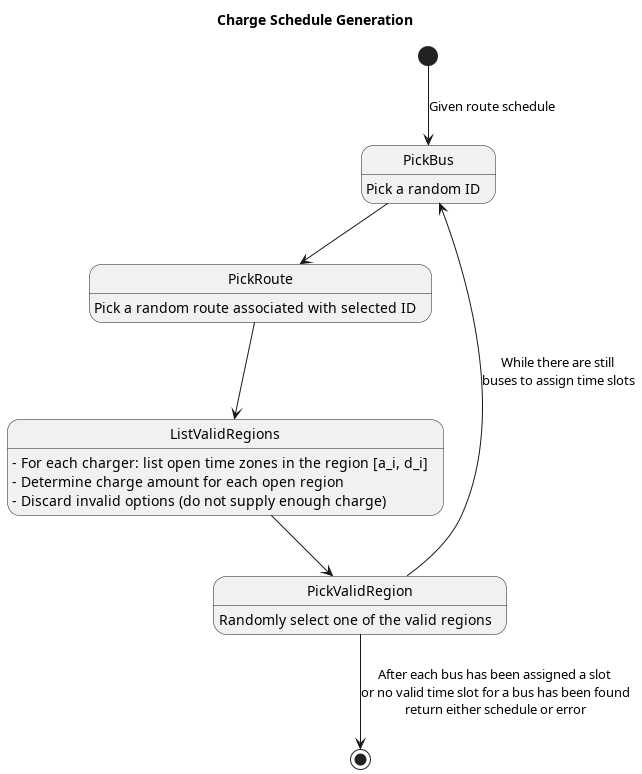 Charge Schedule Generation
Given route schedule
PickBus
Pick a random ID
PickRoute
Pick a random route associated with selected ID
While there are still
buses to assign time slots
ListValidRegions
- For each charger: list open time zones in the region [a_i, d_i]
- Determine charge amount for each open region
- Discard invalid options (do not supply enough charge)
PickValidRegion
Randomly select one of the valid regions
After each bus has been assigned a slot
or no valid time slot for a bus has been found
return either schedule or error